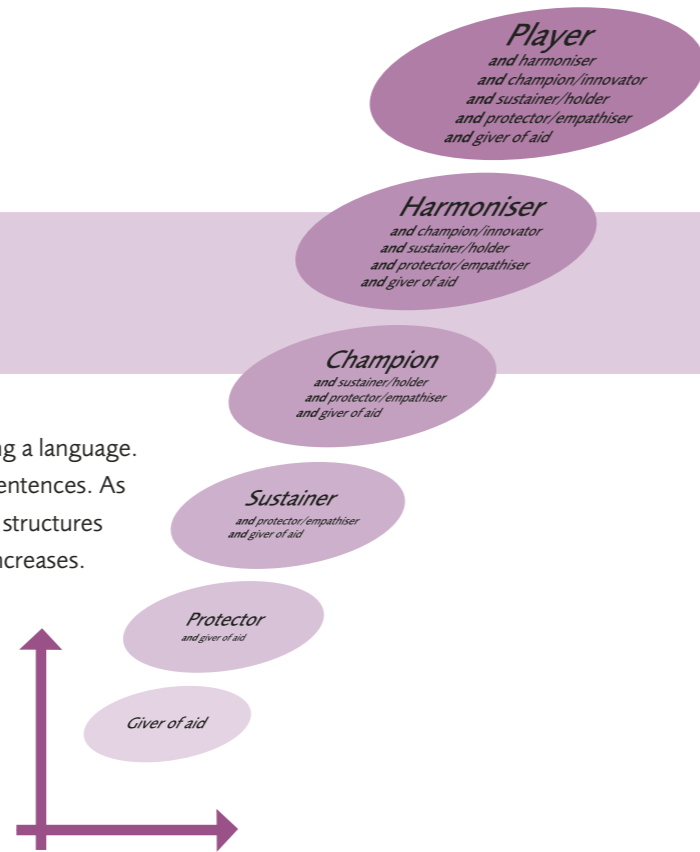 Player
and harmoniser
and champion/innovator
and sustainer/holder
and protector/empathiser
and giver of aid
Harmoniser
and champion/innovator
and sustainer/holder
and protector/empathiser
and giver of aid
Champion
and sustainer/holder
and protector/empathiser
and giver of aid
ng a language.
entences. As
structures
ncreases.
Sustainer
and protector/empathiser
and giver of aid
Protector
and giver of aid
Giver of aid